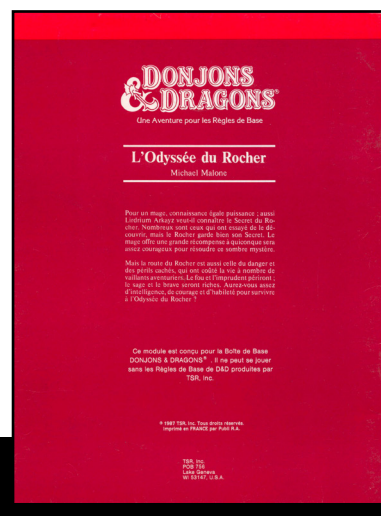 DONJONS
& DRAGONS®
Une Aventure pour les Règles de Base
L'Odyssée du Rocher
Michael Malone
Pour un mage, connaissance égale puissance ; aussi
Lirdrium Arkayz veut-il connaître le Secret du Ro-
cher. Nombreux sont ceux qui ont essayé de le dé-
couvrir, mais le Rocher garde bien son Secret. Le
mage offre une grande récompense à quiconque sera
assez courageux pour résoudre ce sombre mystère.
Mais la route du Rocher est aussi celle du danger et
des périls cachés, qui ont coûté la vie à nombre de
vaillants aventuriers. Le fou et l'imprudent périront ;
le sage et le brave seront riches. Aurez-vous assez
d'intelligence, de courage et d'habileté pour survivre
à l'Odyssée du Rocher ?
Ce module est conçu pour la Boîte de Base
DONJONS & DRAGONS® . Il ne peut se jouer
sans les Règles de Base de D&D produites par
TSR, Inc.
© 1987 TSR, Inc. Tous droits réservés.
Imprimé en FRANCE par Publi R.A.
TSR, Inc.
POB 756
Lake Geneva
WI 53147, U.S.A.